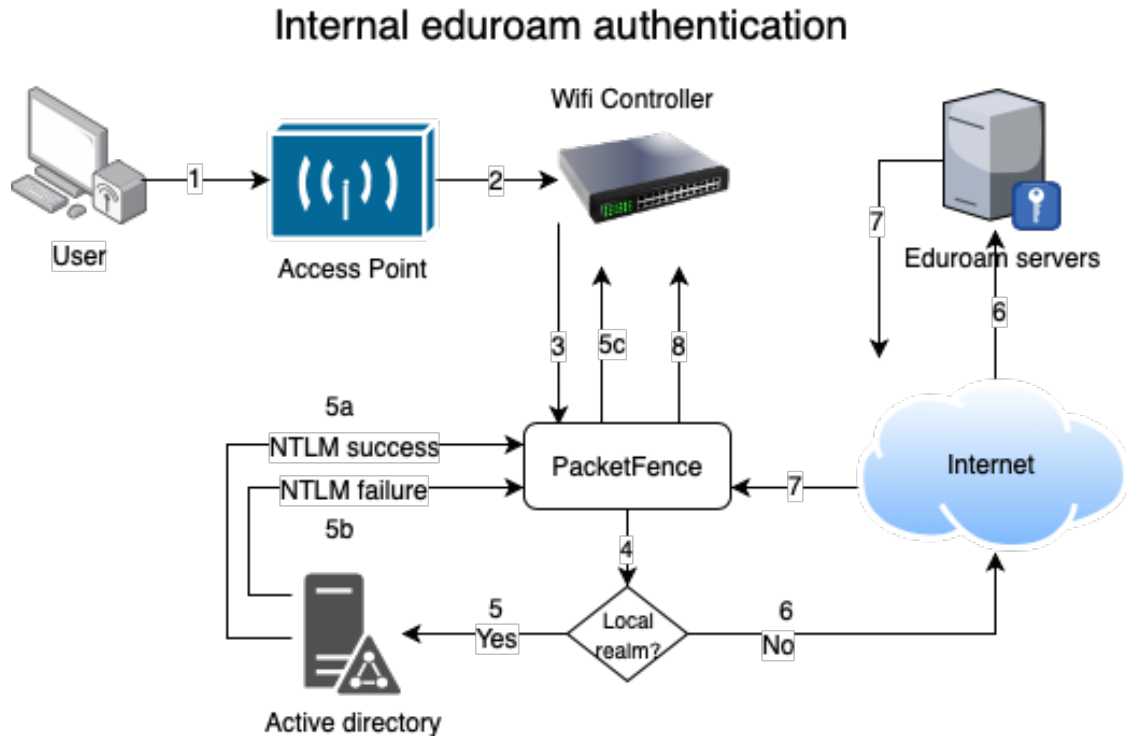 Internal eduroam authentication
Wifi Controller
1
2
User
Access Point
7
Eduroam servers
6
3
5c
8
5a
NTLM success
PacketFence
Internet
NTLM failure
7
5b
4
5
Yes
Local
realm?
6
No
Active directory